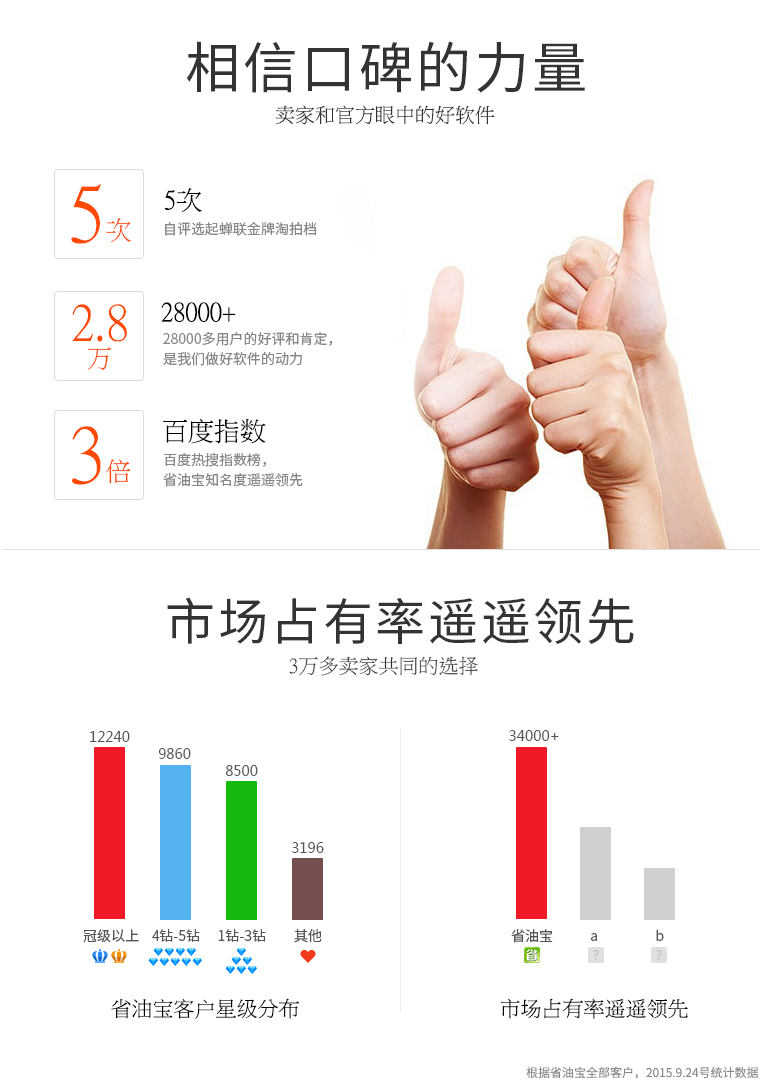 相信口碑的力量
卖家和官方眼中的好软件
5次
5次
自评选起蝉联金牌淘拍档
2.8
万
28000+
28000多用户的好评和肯定，
是我们做好软件的动力
3倍
百度指数
百度热搜指数榜，
省油宝知名度遥遥领先
市场占有率遥遥领先
3万多卖家共同的選择
12240
9860
8500
3196
冠级以上
4钻-5钻
1钻-3钻
其他
省油宝客户星级分布
34000+
省油宝
a
b
省
?
?
市场占有率遥遥领先
根据省油宝全部客户，2015.9.24号统计数据